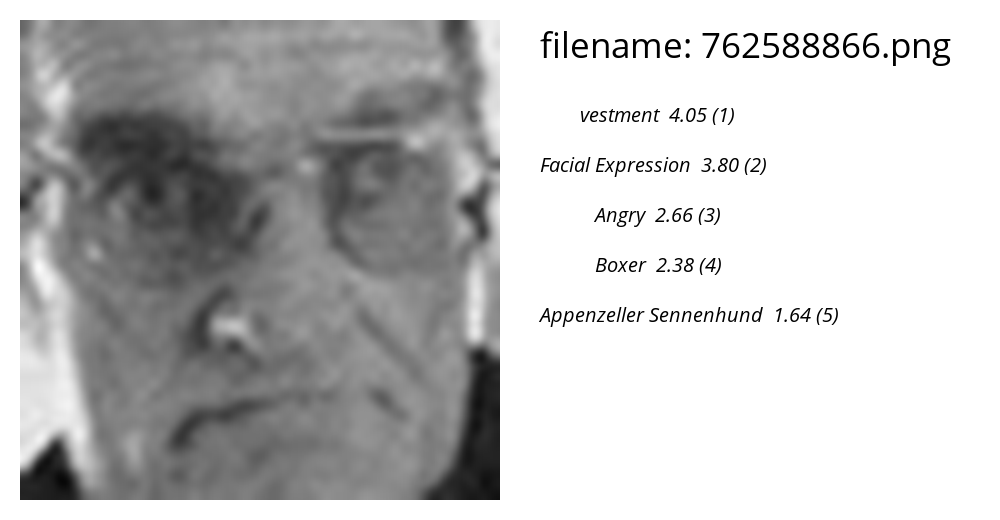 filename: 762588866.png
vestment 4.05 (1)
Facial Expression 3.80 (2)
Angry 2.66 (3)
Boxer 2.38 (4)
Appenzeller Sennenhund 1.64 (5)